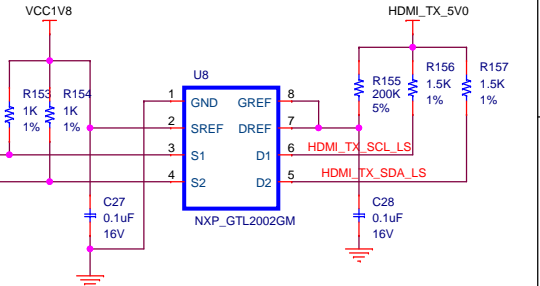 VCC1V8
HDMI_TX_5V0
U8
R153
1K
1%
R154
1K
1%
1
GND
GREF
8
2
SREF
DREF
7
3
S1
D1
6
4
S2
D2
5
R155
200K
5%
R156
1.5K
1%
R157
1.5K
1%
HDMI_TX_SCL_LS
HDMI_TX_SDA_LS
C27
0.1uF
16V
NXP_GTL2002GM
C28
0.1uF
16V